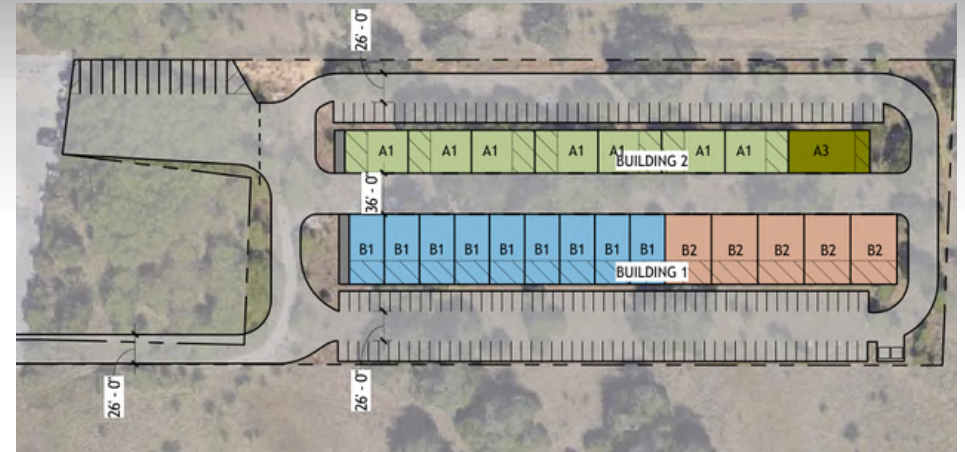 26' - 0"
A1 A1 A1 A1 A1 A1 A1 A3
BUILDING 2
36' - 0"
B1 B1 B1 B1 B1 B1 B1 B1 B1 B2 B2 B2 B2 B2
BUILDING 1
26' - 0"
26' - 0"